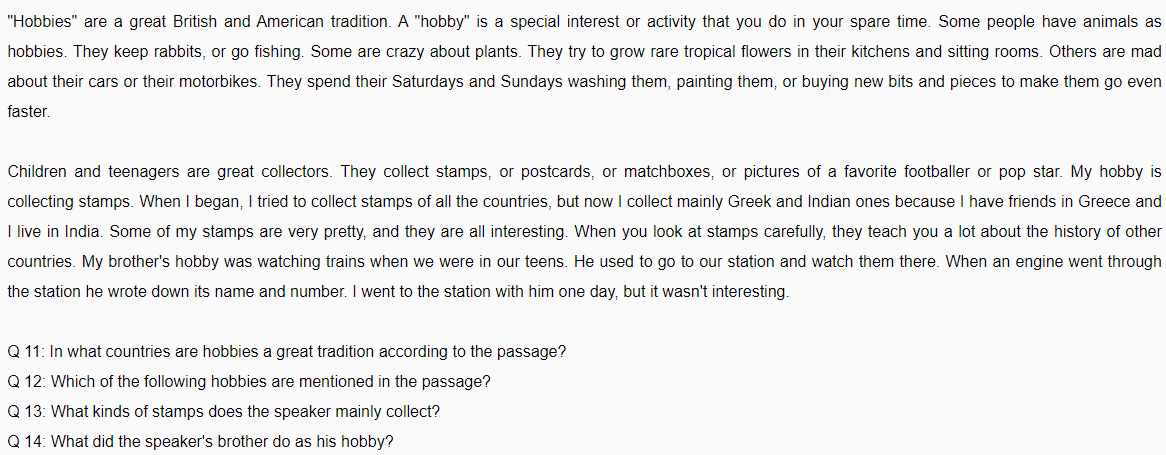 "Hobbies" are a great British and American tradition. A "hobby" is a special interest or activity that you do in your spare time. Some people have animals as
hobbies. They keep rabbits, or go fishing. Some are crazy about plants. They try to grow rare tropical flowers in their kitchens and sitting rooms. Others are mad
about their cars or their motorbikes. They spend their Saturdays and Sundays washing them, painting them, or buying new bits and pieces to make them go even
faster.
Children and teenagers are great collectors. They collect stamps, or postcards, or matchboxes, or pictures of a favorite footballer or pop star. My hobby is
collecting stamps. When I began, I tried to collect stamps of all the countries, but now I collect mainly Greek and Indian ones because I have friends in Greece and
I live in India. Some of my stamps are very pretty, and they are all interesting. When you look at stamps carefully, they teach you a lot about the history of other
countries. My brother's hobby was watching trains when we were in our teens. He used to go to our station and watch them there. When an engine went through
the station he wrote down its name and number. I went to the station with him one day, but it wasn't interesting.
Q 11: In what countries are hobbies a great tradition according to the passage?
Q 12: Which of the following hobbies are mentioned in the passage?
Q 13: What kinds of stamps does the speaker mainly collect?
Q 14: What did the speaker's brother do as his hobby?